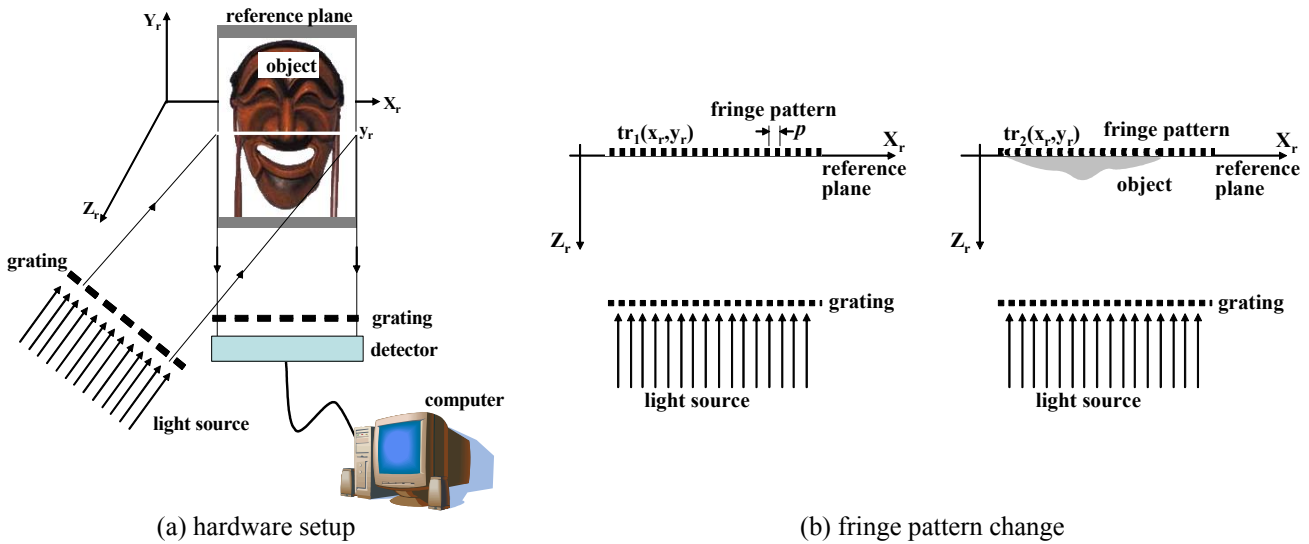 Yr
reference plane
object
Xr
yr
Zr
grating
grating
detector
light source
computer
(a) hardware setup
fringe pattern
tr1(xr,yr)
p
Xr
reference
plane
Zr
grating
light source
tr2(xr,yr)
fringe pattern
Xr
reference
plane
object
Zr
grating
light source
(b) fringe pattern change